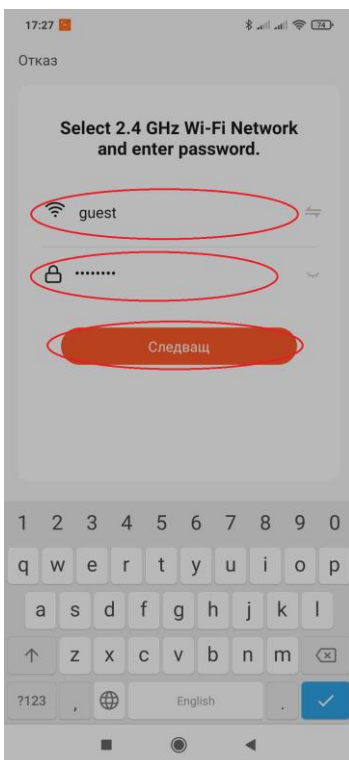 17:27 74
Отказ
Select 2.4 GHz Wi-Fi Network
and enter password.
guest
••••••••
Следващ
1 2 3 4 5 6 7 8 9 0
q w e r t y u i o p
a s d f g h j k l
z x c v b n m
?123 , English .